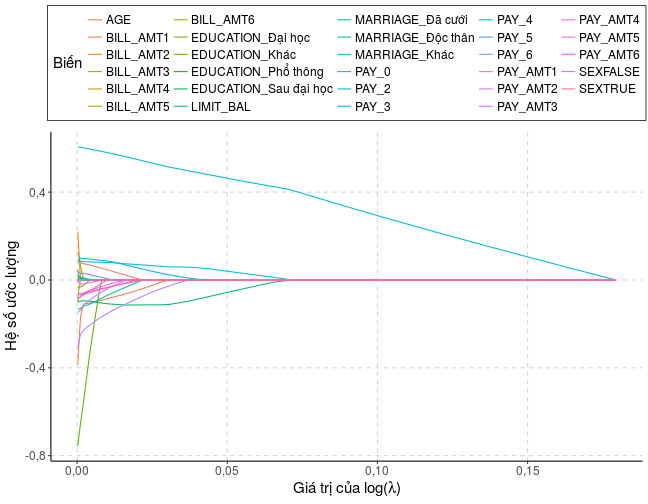 Biến
AGE
BILL_AMT1
BILL_AMT2
BILL_AMT3
BILL_AMT4
BILL_AMT5
BILL_AMT6
EDUCATION_Đại học
EDUCATION_Khác
EDUCATION_Phổ thông
EDUCATION_Sau đại học
LIMIT_BAL
MARRIAGE_Đã cưới
MARRIAGE_Độc thân
MARRIAGE_Khác
PAY_0
PAY_2
PAY_3
PAY_4
PAY_5
PAY_6
PAY_AMT1
PAY_AMT2
PAY_AMT3
PAY_AMT4
PAY_AMT5
PAY_AMT6
SEXFALSE
SEXTRUE
Hệ số ước lượng
0,4
0,0
-0,4
-0,8
0,00 0,05 0,10 0,15
Giá trị của log(λ)